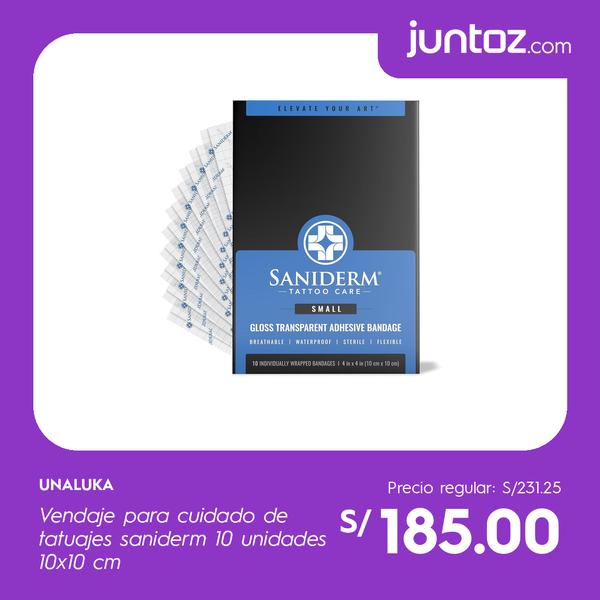 juntoz.com
ELEVATE YOUR ART®
SANIDERM®
TATTOO CARE
SMALL
GLOSS TRANSPARENT ADHESIVE BANDAGE
BREATHABLE | WATERPROOF | STERILE | FLEXIBLE
10 INDIVIDUALLY WRAPPED BANDAGES | 4 in x 4 in (10 cm x 10 cm)
UNALUKA
Vendaje para cuidado de
tatuajes saniderm 10 unidades
10x10 cm
Precio regular: S/231.25
S/185.00